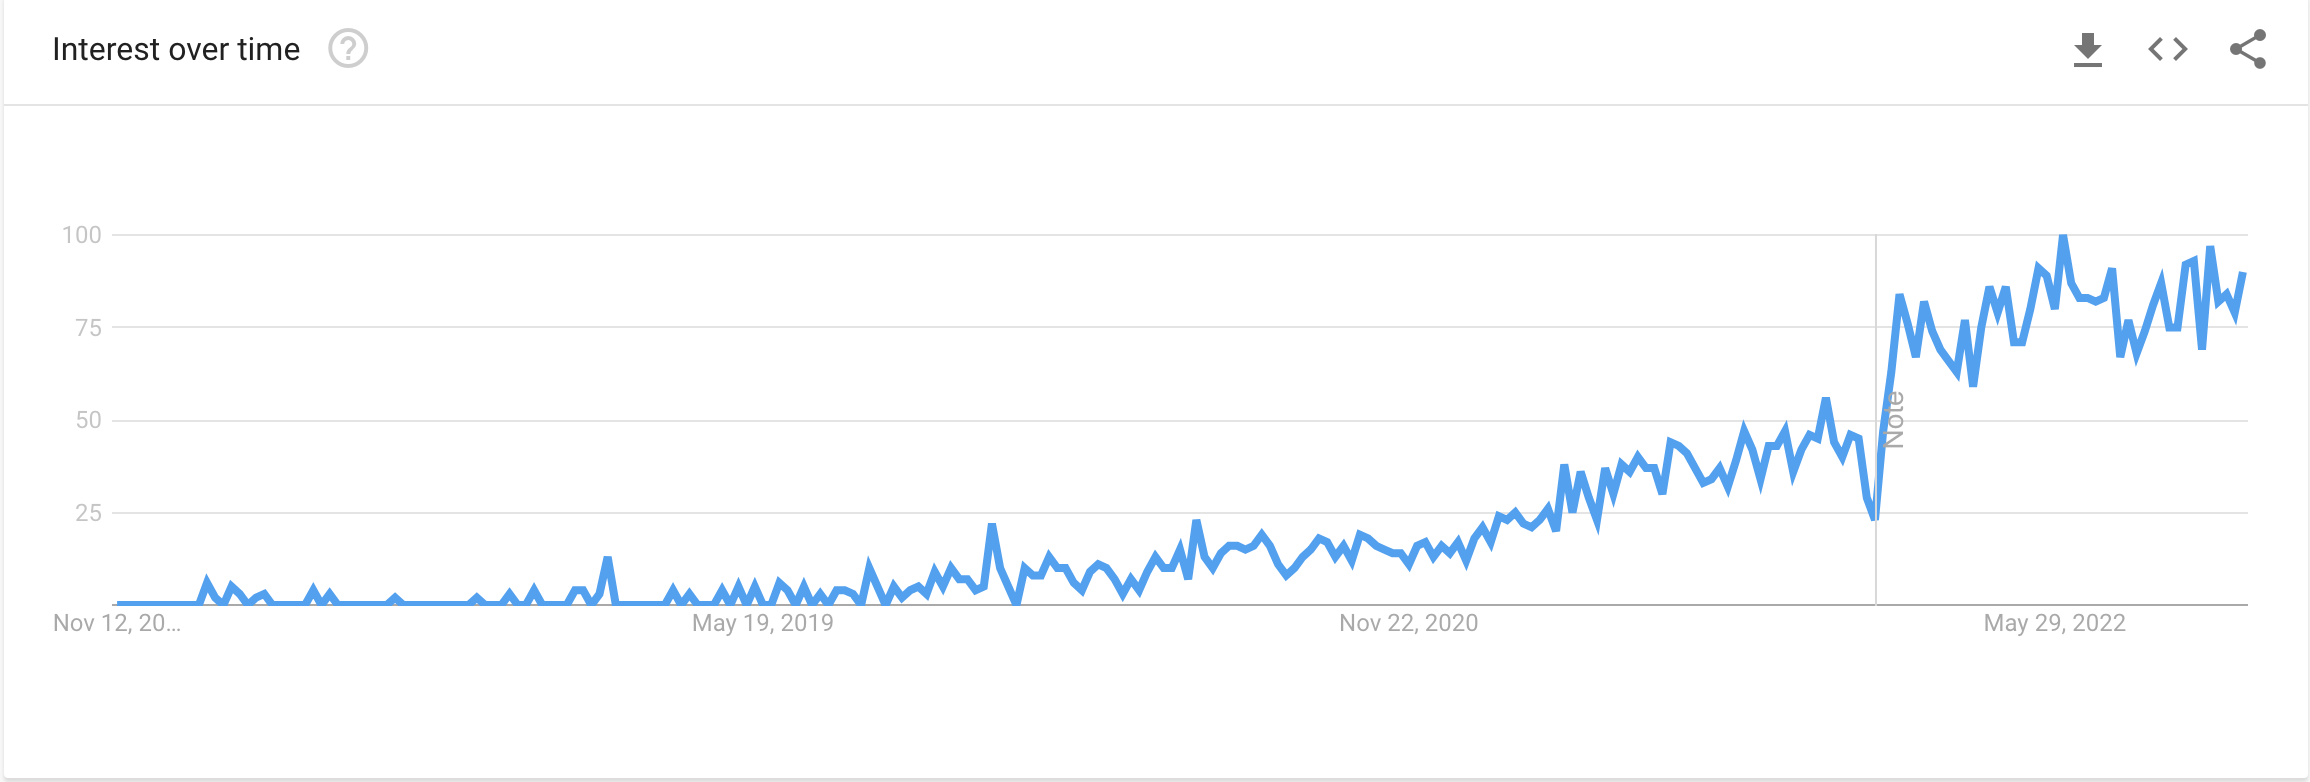 Interest over time ?
100
75
50
25
Note
Nov 12, 20...
May 19, 2019
Nov 22, 2020
May 29, 2022